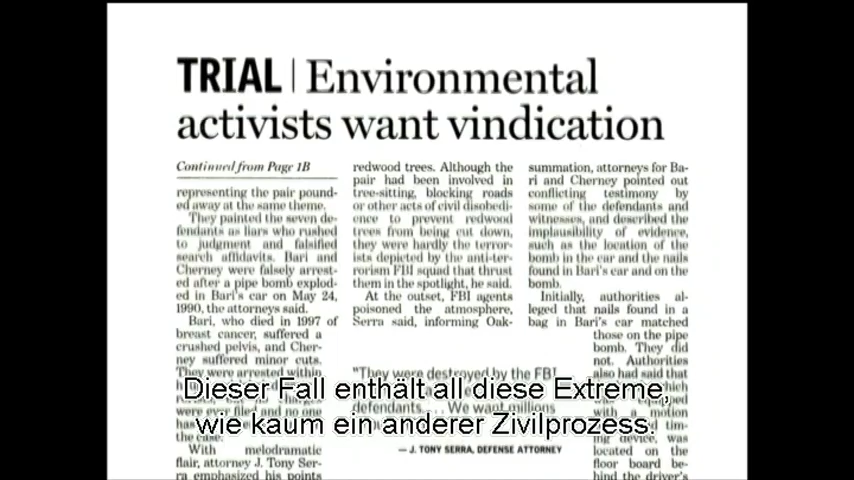 TRIAL | Environmental
activists want vindication
Continued from Page 1B
representing the pair pound-
ed away at the same theme.
They painted the seven de-
fendants as liars who rushed
to judgment and falsified
search affidavits. Bari and
Cherney were falsely arrest-
ed after a pipe bomb explod-
ed in Bari's car on May 24,
1990, the attorneys said.
Bari, who died in 1997 of
breast cancer, suffered a
crushed pelvis, and Cher-
ney suffered minor cuts.
They were arrested within
were ever filed and no one
has
the case.
With melodramatic
flair, attorney J. Tony Ser-
ra emphasized his points
redwood trees. Although the
pair had been involved in
tree-sitting, blocking roads
or other acts of civil disobedi-
ence to prevent redwood
trees from being cut down,
they were hardly the terror-
ists depicted by the anti-ter-
rorism FBI squad that thrust
them in the spotlight, he said.
At the outset, FBI agents
poisoned the atmosphere,
Serra said, informing Oak-
"They were destroyed by the FBI
defendants. . . . We want millions
— J. TONY SERRA, DEFENSE ATTORNEY
summation, attorneys for Ba-
ri and Cherney pointed out
conflicting testimony by
some of the defendants and
witnesses, and described the
implausibility of evidence,
such as the location of the
bomb in the car and the nails
found in Bari's car and on the
bomb.
Initially, authorities al-
leged that nails found in a
bag in Bari's car matched
those on the pipe
bomb. They did
not. Authorities
also had said that
which
with a motion
tim-
ing device, was
located on the
floor board be-
hind the driver's
Dieser Fall enthält all diese Extreme,
wie kaum ein anderer Zivilprozess.